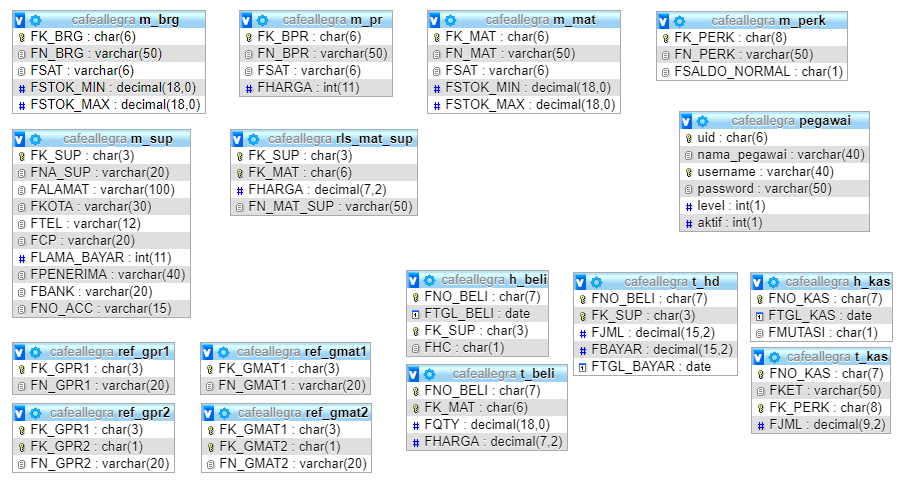 cafeallegra m_brg
FK_BRG : char(6)
FN_BRG : varchar(50)
FSAT : varchar(6)
FSTOK_MIN : decimal(18,0)
FSTOK_MAX : decimal(18,0)
cafeallegra m_pr
FK_BPR : char(6)
FN_BPR : varchar(50)
FSAT : varchar(6)
FHARGA : int(11)
cafeallegra m_mat
FK_MAT : char(6)
FN_MAT : varchar(50)
FSAT : varchar(6)
FSTOK_MIN : decimal(18,0)
FSTOK_MAX : decimal(18,0)
cafeallegra m_perk
FK_PERK : char(8)
FN_PERK : varchar(50)
FSALDO_NORMAL : char(1)
cafeallegra m_sup
FK_SUP : char(3)
FNA_SUP : varchar(20)
FALAMAT : varchar(100)
FKOTA : varchar(30)
FTEL : varchar(12)
FCP : varchar(20)
FLAMA_BAYAR : int(11)
FPENERIMA : varchar(40)
FBANK : varchar(20)
FNO_ACC : varchar(15)
cafeallegra rls_mat_sup
FK_SUP : char(3)
FK_MAT : char(6)
FHARGA : decimal(7,2)
FN_MAT_SUP : varchar(50)
cafeallegra pegawai
uid : char(6)
nama_pegawai : varchar(40)
username : varchar(40)
password : varchar(50)
level : int(1)
aktif : int(1)
cafeallegra h_beli
FNO_BELI : char(7)
FTGL_BELI : date
FK_SUP : char(3)
FHC : char(1)
cafeallegra t_hd
FNO_BELI : char(7)
FK_SUP : char(3)
FJML : decimal(15,2)
FBAYAR : decimal(15,2)
FTGL_BAYAR : date
cafeallegra h_kas
FNO_KAS : char(7)
FTGL_KAS : date
FMUTASI : char(1)
cafeallegra ref_gpr1
FK_GPR1 : char(3)
FN_GPR1 : varchar(20)
cafeallegra ref_gmat1
FK_GMAT1 : char(3)
FN_GMAT1 : varchar(20)
cafeallegra t_beli
FNO_BELI : char(7)
FK_MAT : char(6)
FQTY : decimal(18,0)
FHARGA : decimal(7,2)
cafeallegra t_kas
FNO_KAS : char(7)
FKET : varchar(50)
FK_PERK : char(8)
FJML : decimal(9,2)
cafeallegra ref_gpr2
FK_GPR1 : char(3)
FK_GPR2 : char(1)
FN_GPR2 : varchar(20)
cafeallegra ref_gmat2
FK_GMAT1 : char(3)
FK_GMAT2 : char(1)
FN_GMAT2 : varchar(20)